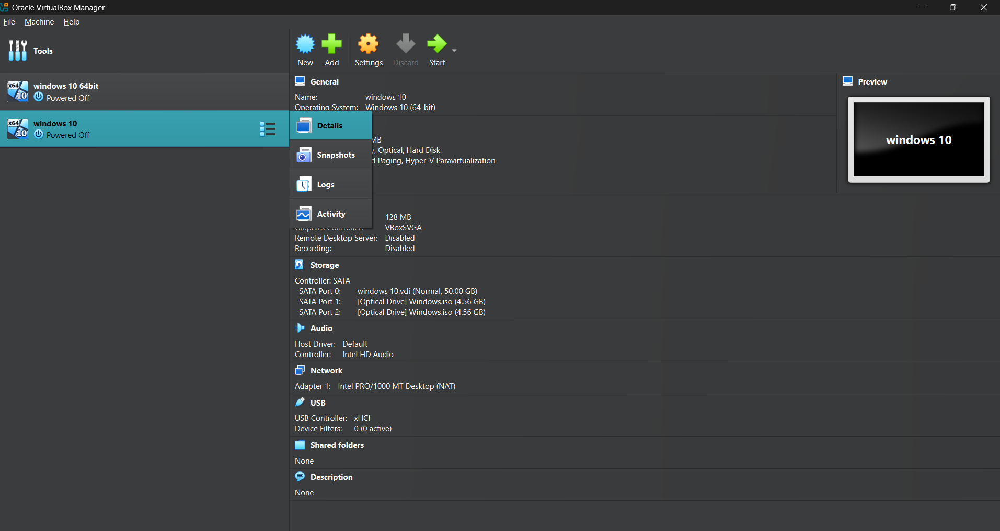 Oracle VirtualBox Manager
File Machine Help
Tools
New Add Settings Discard Start
windows 10 64bit
Powered Off
windows 10
Powered Off
General
Name: windows 10
Operating System: Windows 10 (64-bit)
Preview
windows 10
Details
Snapshots
Logs
Activity
MB
, Optical, Hard Disk
d Paging, Hyper-V Paravirtualization
128 MB
Graphics Controller: VBoxSVGA
Remote Desktop Server: Disabled
Recording: Disabled
Storage
Controller: SATA
SATA Port 0: windows 10.vdi (Normal, 50.00 GB)
SATA Port 1: [Optical Drive] Windows.iso (4.56 GB)
SATA Port 2: [Optical Drive] Windows.iso (4.56 GB)
Audio
Host Driver: Default
Controller: Intel HD Audio
Network
Adapter 1: Intel PRO/1000 MT Desktop (NAT)
USB
USB Controller: xHCI
Device Filters: 0 (0 active)
Shared folders
None
Description
None